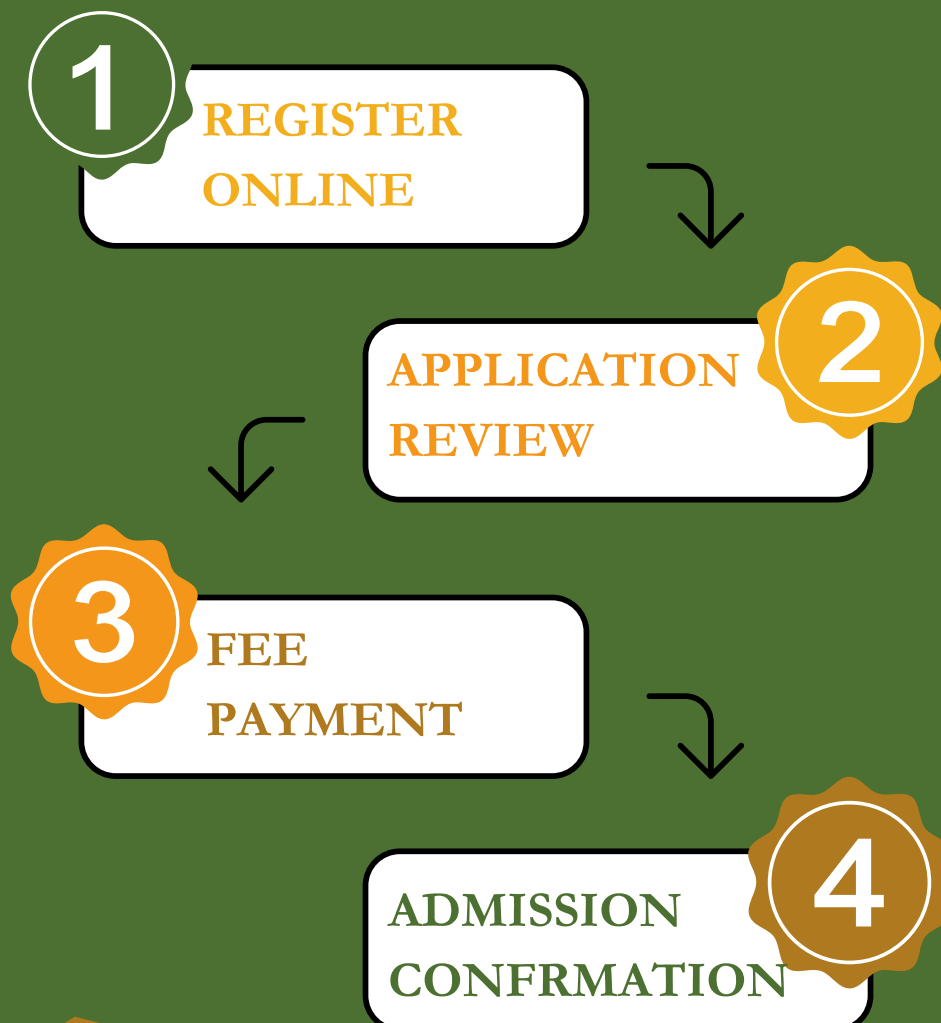 1
REGISTER
ONLINE
2
APPLICATION
REVIEW
3
FEE
PAYMENT
4
ADMISSION
CONFRMATION